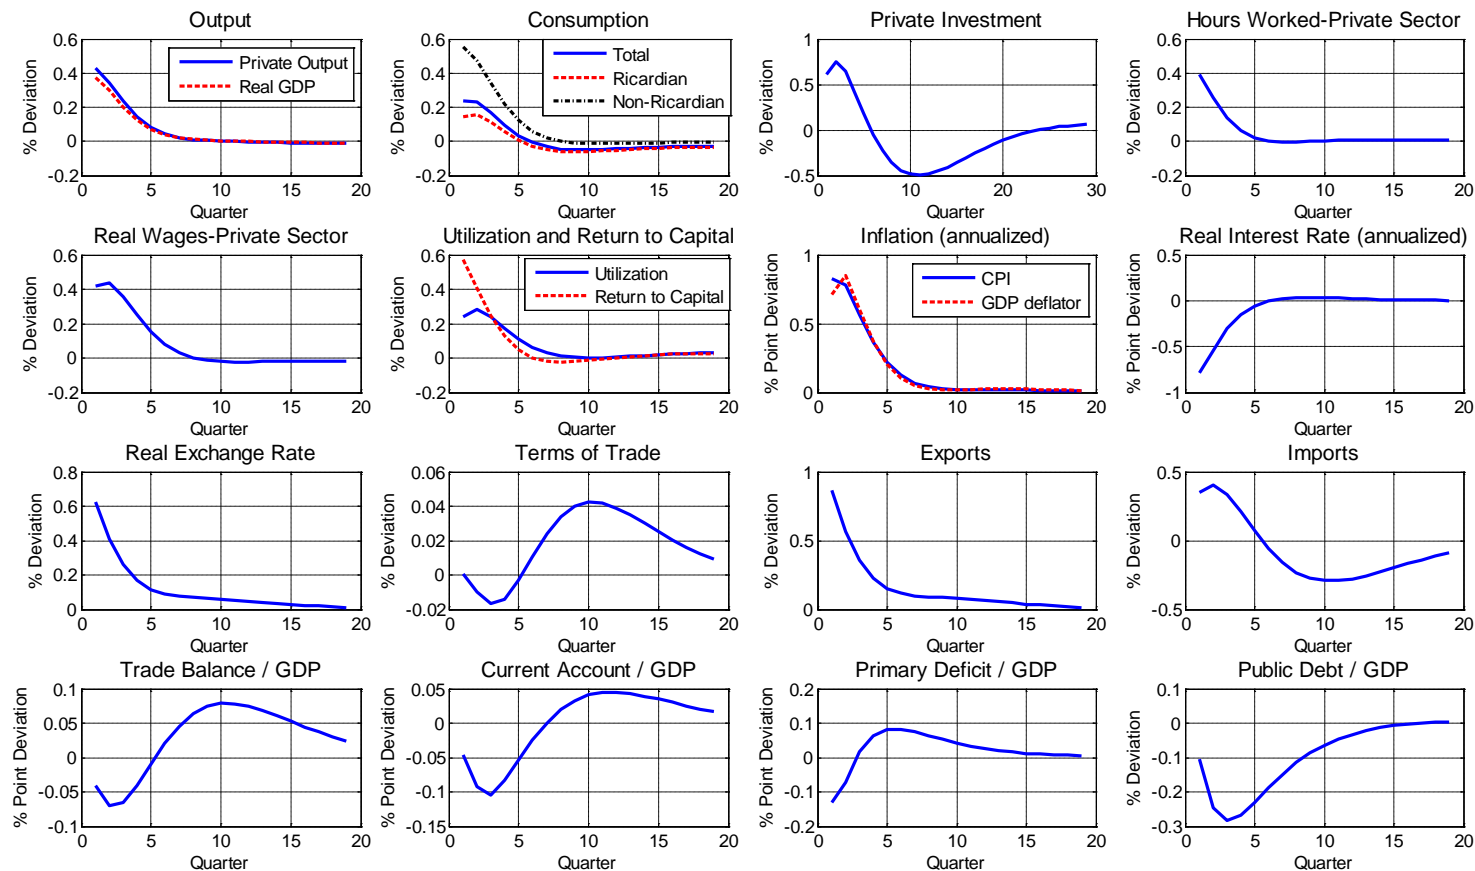 Output
% Deviation
0.6
0.4
0.2
0
-0.2
Private Output
Real GDP
0 5 10 15 20
Quarter
Consumption
% Deviation
0.6
0.4
0.2
0
-0.2
Total
Ricardian
Non-Ricardian
0 5 10 15 20
Quarter
Private Investment
% Deviation
1
0.5
0
-0.5
0 10 20 30
Quarter
Hours Worked-Private Sector
% Deviation
0.6
0.4
0.2
0
-0.2
0 5 10 15 20
Quarter
Real Wages-Private Sector
% Deviation
0.6
0.4
0.2
0
-0.2
0 5 10 15 20
Quarter
Utilization and Return to Capital
% Deviation
0.6
0.4
0.2
0
-0.2
Utilization
Return to Capital
0 5 10 15 20
Quarter
Inflation (annualized)
% Point Deviation
1
0.5
0
CPI
GDP deflator
0 5 10 15 20
Quarter
Real Interest Rate (annualized)
% Point Deviation
0.5
0
-0.5
-1
0 5 10 15 20
Quarter
Real Exchange Rate
% Deviation
0.8
0.6
0.4
0.2
0
0 5 10 15 20
Quarter
Terms of Trade
% Deviation
0.06
0.04
0.02
0
-0.02
0 5 10 15 20
Quarter
Exports
% Deviation
1
0.5
0
0 5 10 15 20
Quarter
Imports
% Deviation
0.5
0
-0.5
0 5 10 15 20
Quarter
Trade Balance / GDP
% Point Deviation
0.1
0.05
0
-0.05
-0.1
0 5 10 15 20
Quarter
Current Account / GDP
% Point Deviation
0.05
0
-0.05
-0.1
-0.15
0 5 10 15 20
Quarter
Primary Deficit / GDP
% Point Deviation
0.2
0.1
0
-0.1
-0.2
0 5 10 15 20
Quarter
Public Debt / GDP
% Deviation
0.1
0
-0.1
-0.2
-0.3
0 5 10 15 20
Quarter